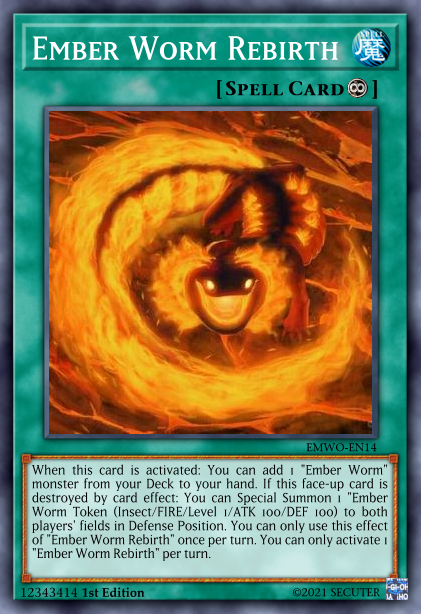 EMBER WORM REBIRTH 魔
[SPELL CARD ]
EMWO-EN14
When this card is activated: You can add 1 "Ember Worm"
monster from your Deck to your hand. If this face-up card is
destroyed by card effect: You can Special Summon 1 "Ember
Worm Token (Insect/FIRE/Level 1/ATK 100/DEF 100) to both
players' fields in Defense Position. You can only use this effect
of "Ember Worm Rebirth" once per turn. You can only activate 1
"Ember Worm Rebirth" per turn.
12343414 1st Edition ©2021 SECUTER